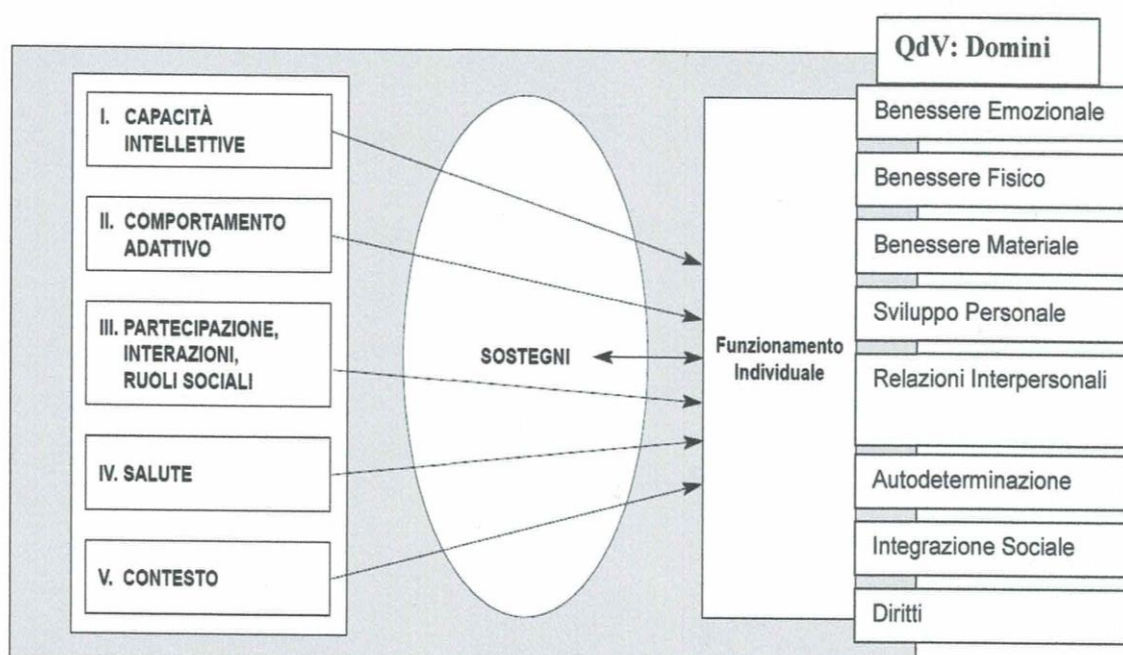 QdV: Domini
I. CAPACITÀ
INTELLETTIVE
II. COMPORTAMENTO
ADATTIVO
III. PARTECIPAZIONE,
INTERAZIONI,
RUOLI SOCIALI
IV. SALUTE
V. CONTESTO
SOSTEGNI
Funzionamento
Individuale
Benessere Emozionale
Benessere Fisico
Benessere Materiale
Sviluppo Personale
Relazioni Interpersonali
Autodeterminazione
Integrazione Sociale
Diritti